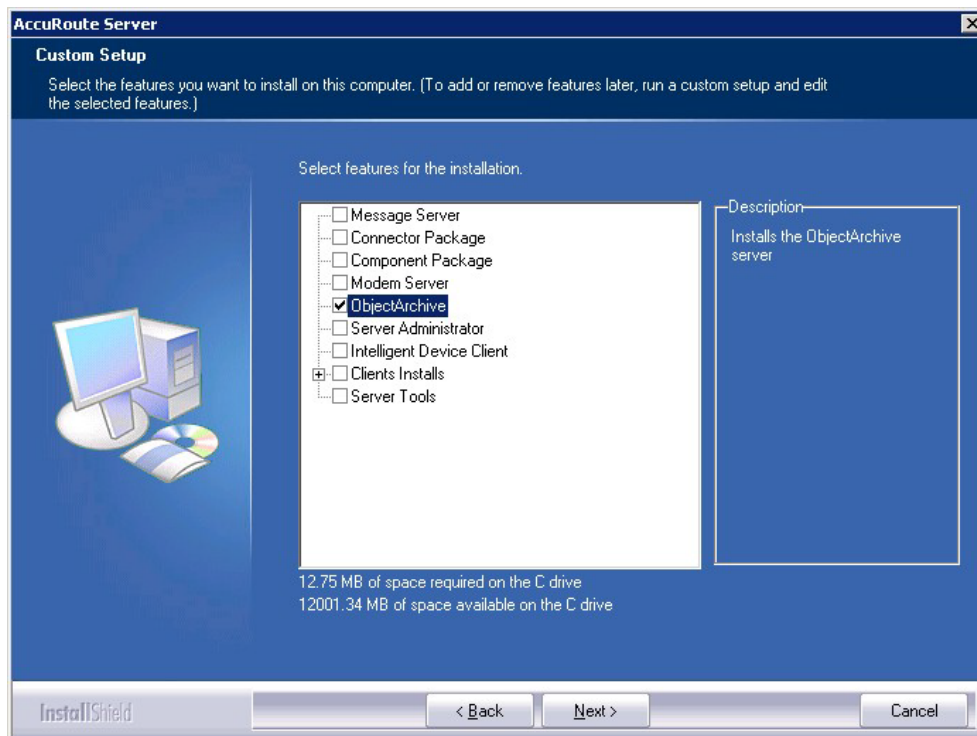 AccuRoute Server
Custom Setup
Select the features you want to install on this computer. (To add or remove features later, run a custom setup and edit
the selected features.)
Select features for the installation.
Message Server
Connector Package
Component Package
Modem Server
ObjectArchive
Server Administrator
Intelligent Device Client
Clients Installs
Server Tools
Description
Installs the ObjectArchive
server
12.75 MB of space required on the C drive
12001.34 MB of space available on the C drive
InstallShield
< Back
Next >
Cancel